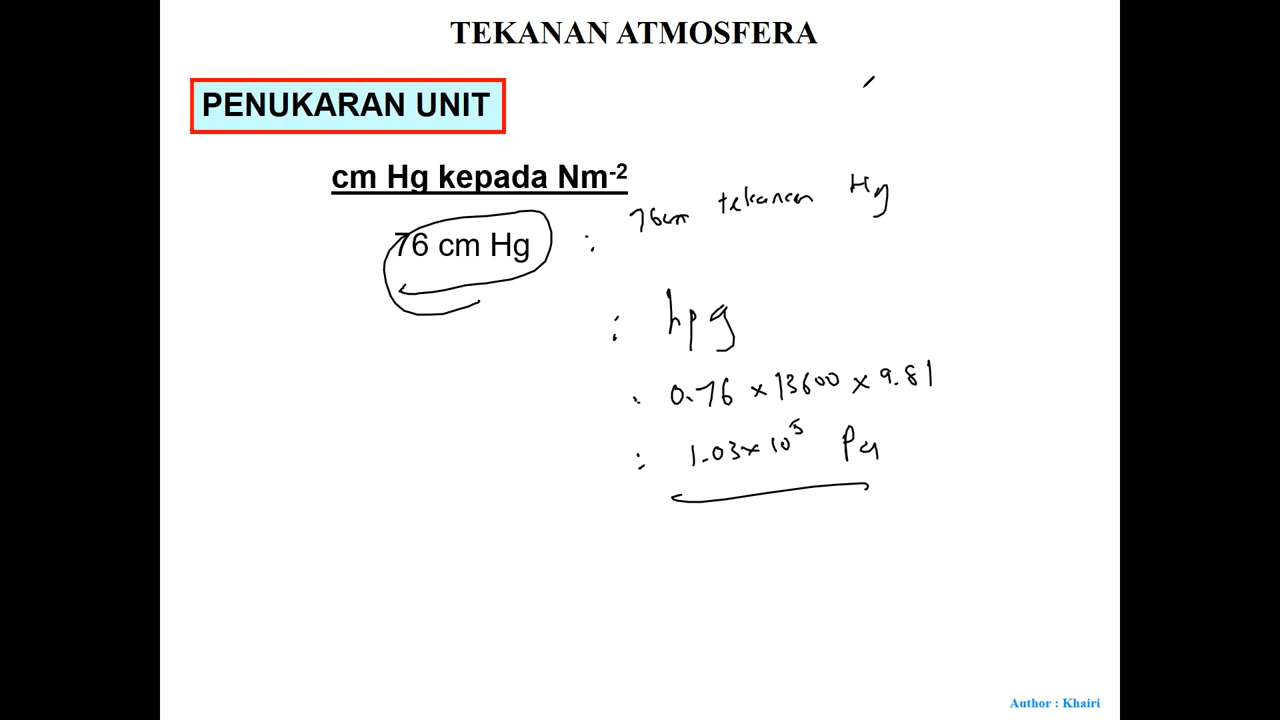 TEKANAN ATMOSFERA
PENUKARAN UNIT
cm Hg kepada Nm⁻²
76 cm Hg : 76cm tekanan Hg
: hρg
: 0.76 × 13600 × 9.81
: 1.03 × 10⁵ Pa
Author : Khairi